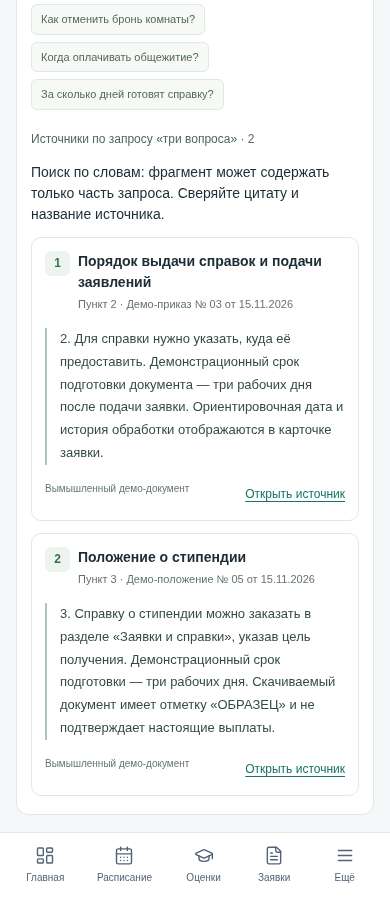 Как отменить бронь комнаты?
Когда оплачивать общежитие?
За сколько дней готовят справку?
Источники по запросу «три вопроса» · 2
Поиск по словам: фрагмент может содержать
только часть запроса. Сверяйте цитату и
название источника.
1
Порядок выдачи справок и подачи
заявлений
Пункт 2 · Демо-приказ № 03 от 15.11.2026
2. Для справки нужно указать, куда её
предоставить. Демонстрационный срок
подготовки документа — три рабочих дня
после подачи заявки. Ориентировочная дата и
история обработки отображаются в карточке
заявки.
Вымышленный демо-документ
Открыть источник
2
Положение о стипендии
Пункт 3 · Демо-положение № 05 от 15.11.2026
3. Справку о стипендии можно заказать в
разделе «Заявки и справки», указав цель
получения. Демонстрационный срок
подготовки — три рабочих дня. Скачиваемый
документ имеет отметку «ОБРАЗЕЦ» и не
подтверждает настоящие выплаты.
Вымышленный демо-документ
Открыть источник
Главная
Расписание
Оценки
Заявки
Ещё